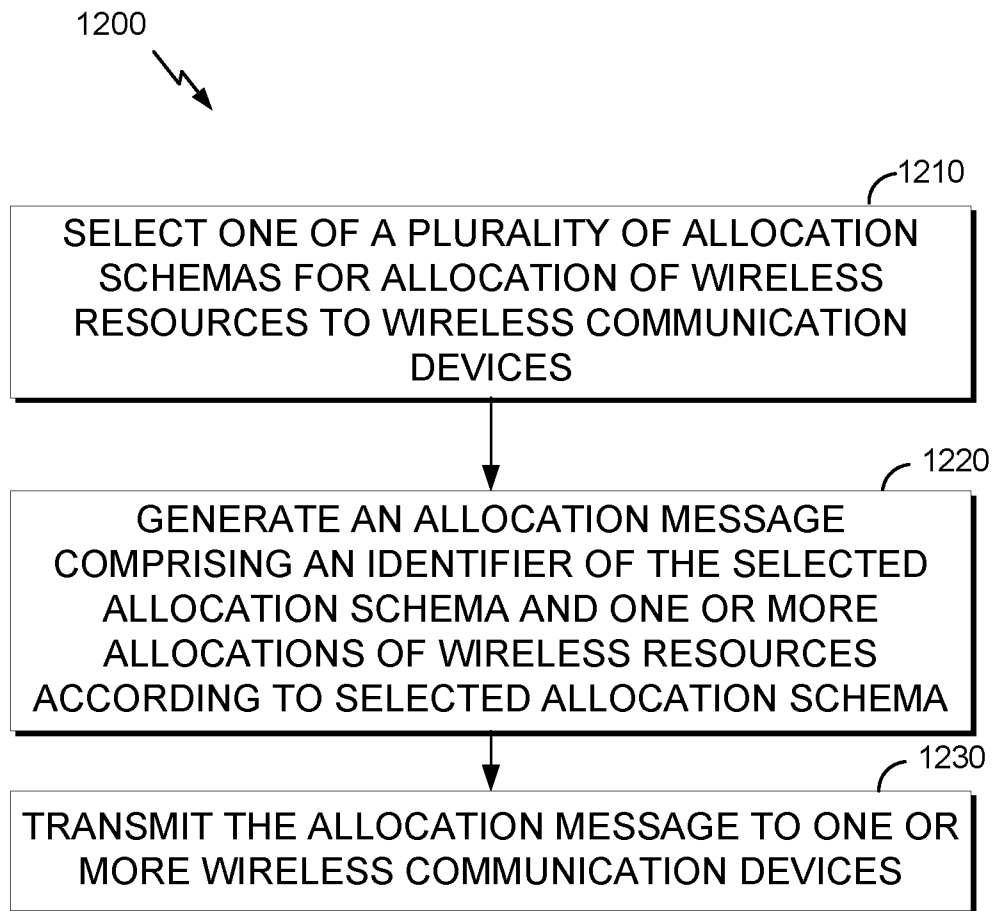 1200
1210
SELECT ONE OF A PLURALITY OF ALLOCATION
SCHEMAS FOR ALLOCATION OF WIRELESS
RESOURCES TO WIRELESS COMMUNICATION
DEVICES
1220
GENERATE AN ALLOCATION MESSAGE
COMPRISING AN IDENTIFIER OF THE SELECTED
ALLOCATION SCHEMA AND ONE OR MORE
ALLOCATIONS OF WIRELESS RESOURCES
ACCORDING TO SELECTED ALLOCATION SCHEMA
1230
TRANSMIT THE ALLOCATION MESSAGE TO ONE OR
MORE WIRELESS COMMUNICATION DEVICES